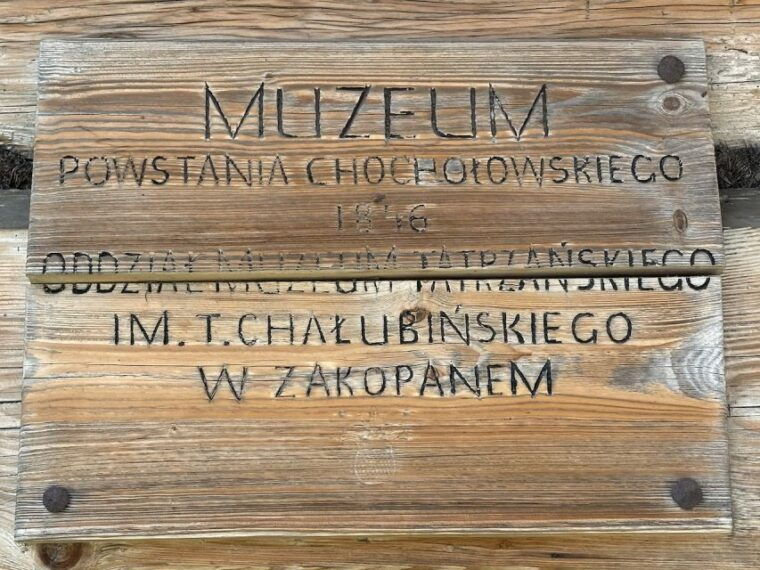 MUZEUM
POWSTANIA CHOCHOŁOWSKIEGO
1846
ODDZIAŁ MUZEUM TATRZAŃSKIEGO
IM. T. CHAŁUBIŃSKIEGO
W ZAKOPANEM